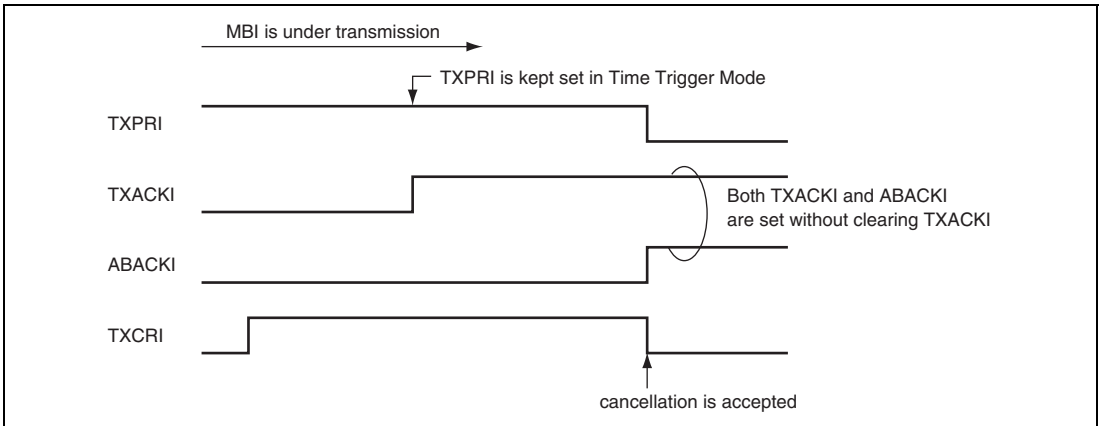 MBI is under transmission
TXPRI is kept set in Time Trigger Mode
TXPRI
TXACKI
Both TXACKI and ABACKI
are set without clearing TXACKI
ABACKI
TXCRI
cancellation is accepted